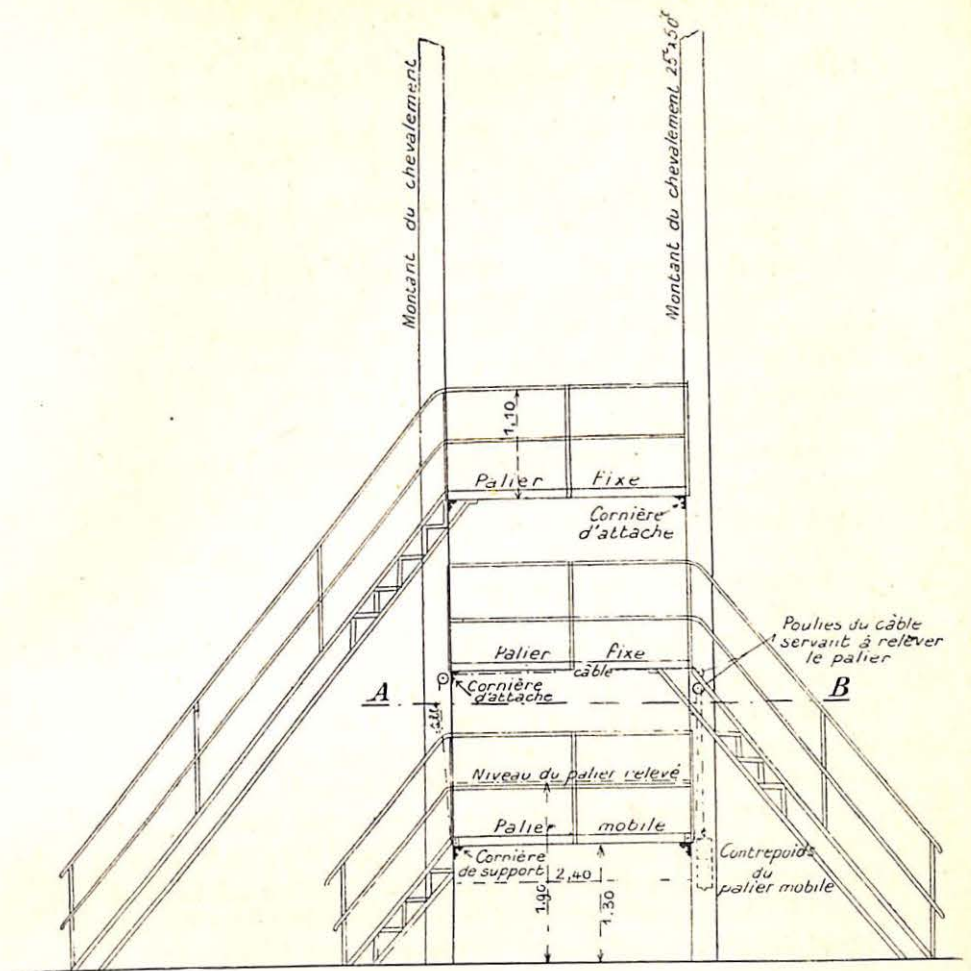 Montant du chevalement
Montant du chevalement 25ᶜx50ᶜ
1,10
Palier fixe
Cornière
d'attache
Poulies du câble
servant à relever
le palier
Palier fixe
câble
A
Cornière
d'attache
B
câble
Niveau du palier relevé
Palier mobile
Cornière
de support
2,40
1.90
1.30
Contrepoids
du
palier mobile